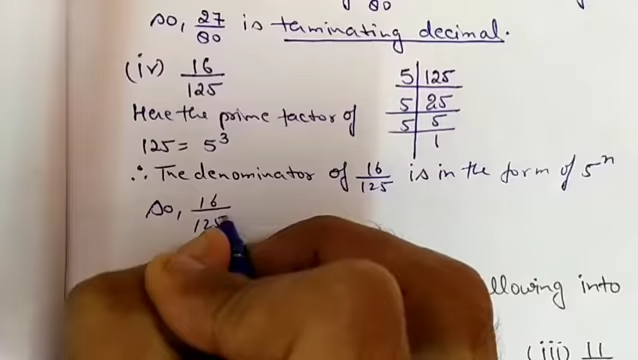 80
so, 27/80 is terminating decimal.
(iv) 16/125
5 | 125
5 | 25
5 | 5
1
Here the prime factor of
125 = 5³
∴ The denominator of 16/125 is in the form of 5ⁿ
So, 16/125
llowing into
(iii) 11